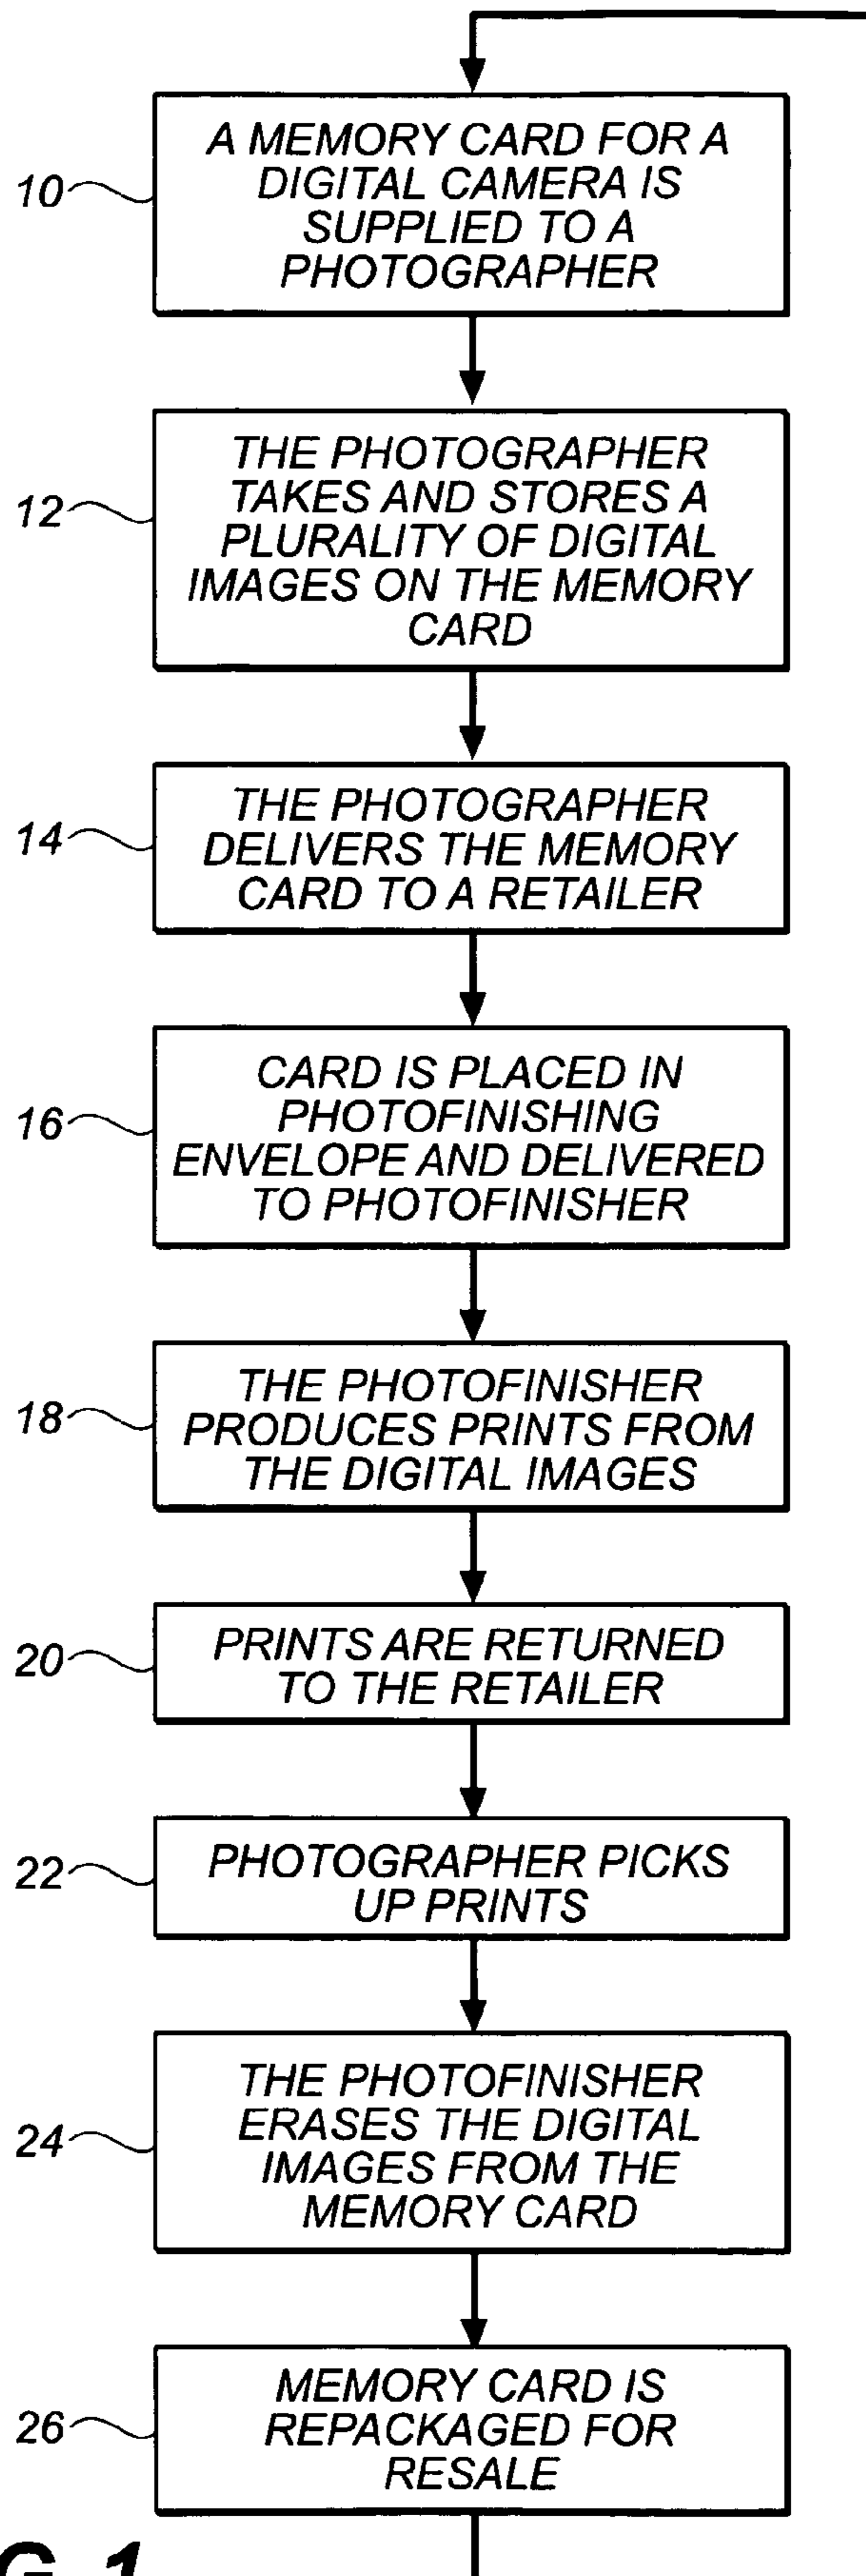 A MEMORY CARD FOR A
DIGITAL CAMERA IS
SUPPLIED TO A
PHOTOGRAPHER
10
THE PHOTOGRAPHER
TAKES AND STORES A
PLURALITY OF DIGITAL
IMAGES ON THE MEMORY
CARD
12
THE PHOTOGRAPHER
DELIVERS THE MEMORY
CARD TO A RETAILER
14
CARD IS PLACED IN
PHOTOFINISHING
ENVELOPE AND DELIVERED
TO PHOTOFINISHER
16
THE PHOTOFINISHER
PRODUCES PRINTS FROM
THE DIGITAL IMAGES
18
PRINTS ARE RETURNED
TO THE RETAILER
20
PHOTOGRAPHER PICKS
UP PRINTS
22
THE PHOTOFINISHER
ERASES THE DIGITAL
IMAGES FROM THE
MEMORY CARD
24
MEMORY CARD IS
REPACKAGED FOR
RESALE
26